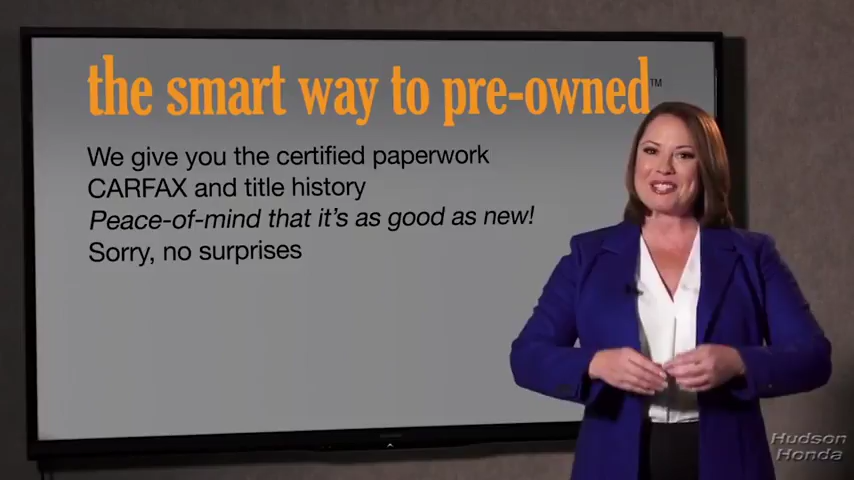 the smart way to pre-owned™
We give you the certified paperwork
CARFAX and title history
Peace-of-mind that it's as good as new!
Sorry, no surprises
Hudson
Honda